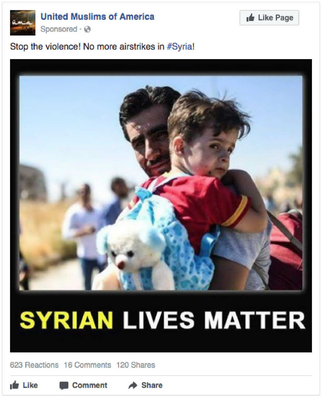 United Muslims of America
Like Page
Sponsored ·
Stop the violence! No more airstrikes in #Syria!
SYRIAN LIVES MATTER
623 Reactions 16 Comments 120 Shares
Like Comment Share